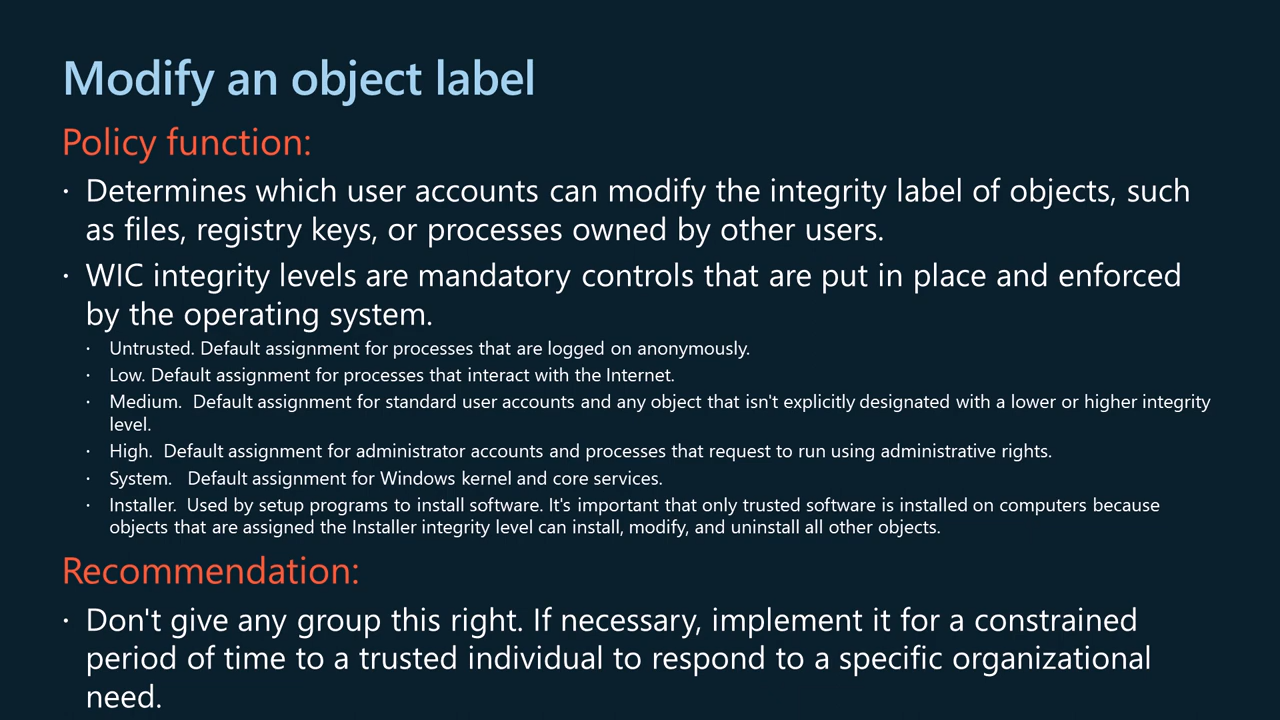 Modify an object label
Policy function:
· Determines which user accounts can modify the integrity label of objects, such
as files, registry keys, or processes owned by other users.
· WIC integrity levels are mandatory controls that are put in place and enforced
by the operating system.
· Untrusted. Default assignment for processes that are logged on anonymously.
· Low. Default assignment for processes that interact with the Internet.
· Medium.  Default assignment for standard user accounts and any object that isn't explicitly designated with a lower or higher integrity
level.
· High.  Default assignment for administrator accounts and processes that request to run using administrative rights.
· System.   Default assignment for Windows kernel and core services.
· Installer.  Used by setup programs to install software. It's important that only trusted software is installed on computers because
objects that are assigned the Installer integrity level can install, modify, and uninstall all other objects.
Recommendation:
· Don't give any group this right. If necessary, implement it for a constrained
period of time to a trusted individual to respond to a specific organizational
need.